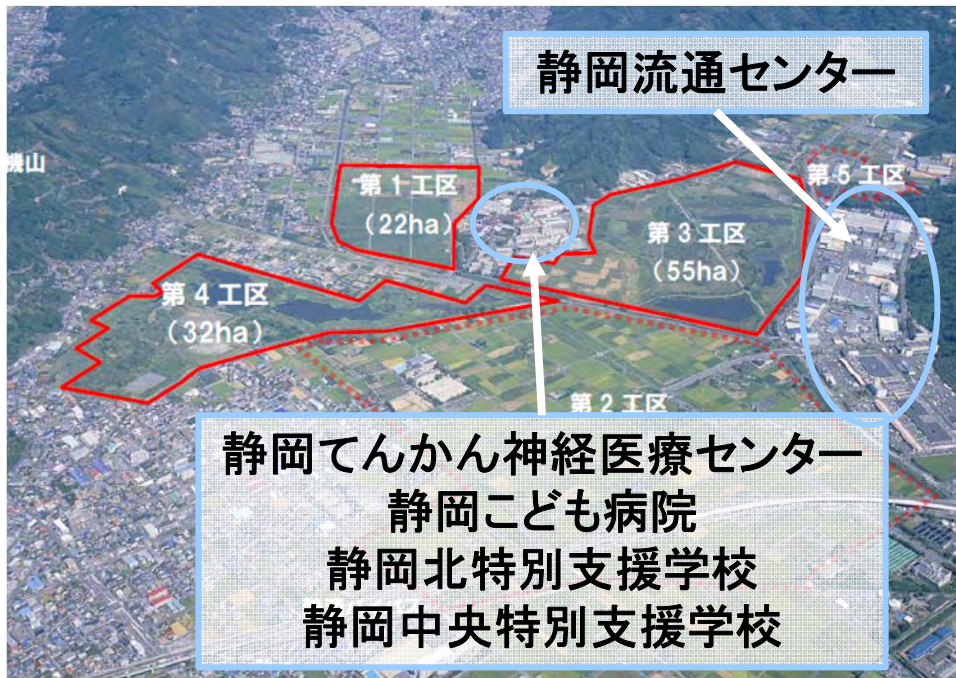 静岡流通センター
機山
第1工区
(22ha)
第5工区
第3工区
(55ha)
第4工区
(32ha)
第2工区
静岡てんかん神経医療センター
静岡こども病院
静岡北特別支援学校
静岡中央特別支援学校